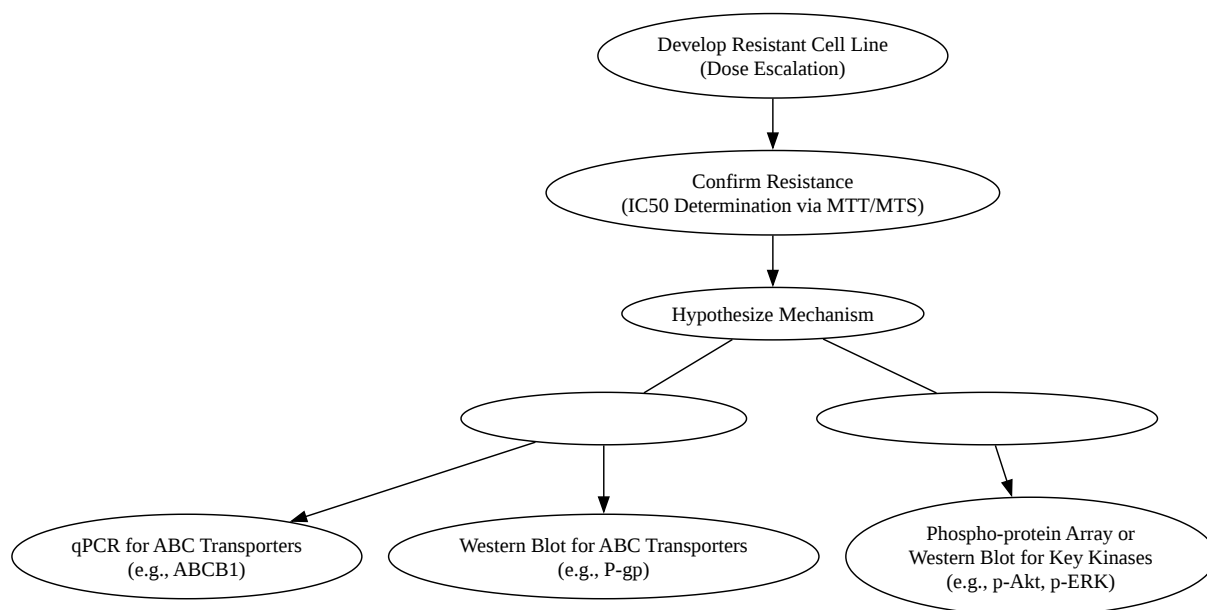 Develop Resistant Cell Line
(Dose Escalation)
Confirm Resistance
(IC50 Determination via MTT/MTS)
Hypothesize Mechanism
qPCR for ABC Transporters
(e.g., ABCB1)
Western Blot for ABC Transporters
(e.g., P-gp)
Phospho-protein Array or
Western Blot for Key Kinases
(e.g., p-Akt, p-ERK)